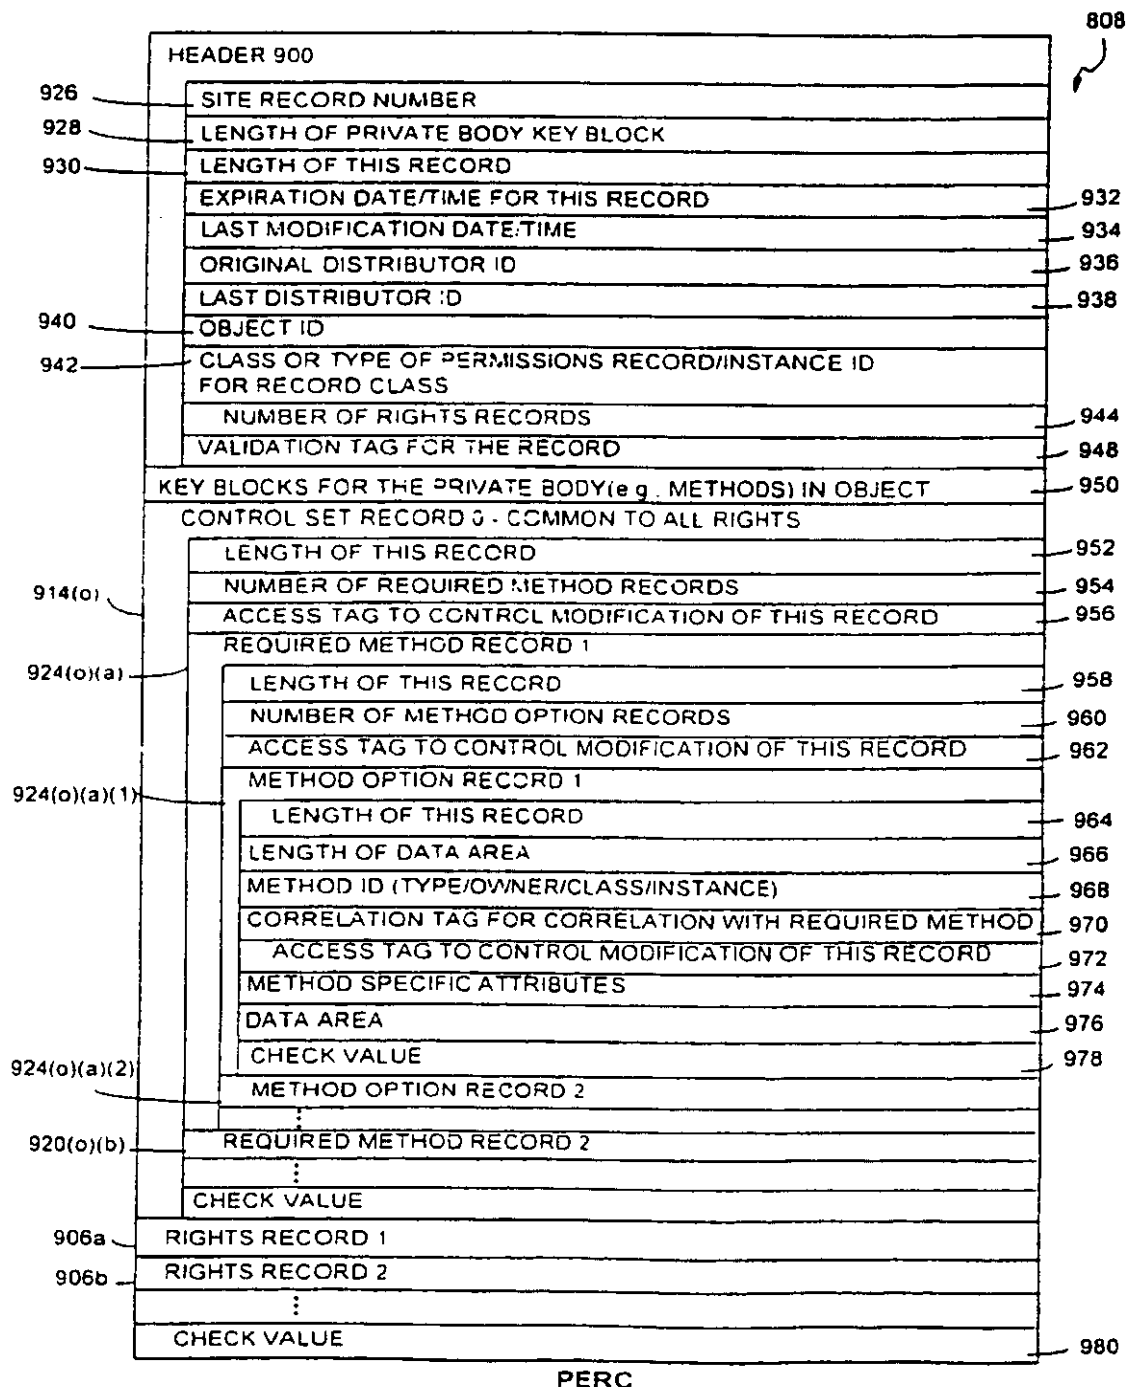 808
HEADER 900
926 SITE RECORD NUMBER
928 LENGTH OF PRIVATE BODY KEY BLOCK
930 LENGTH OF THIS RECORD
EXPIRATION DATE/TIME FOR THIS RECORD 932
LAST MODIFICATION DATE/TIME 934
ORIGINAL DISTRIBUTOR ID 936
LAST DISTRIBUTOR ID 938
940 OBJECT ID
942 CLASS OR TYPE OF PERMISSIONS RECORD/INSTANCE ID
FOR RECORD CLASS
NUMBER OF RIGHTS RECORDS 944
VALIDATION TAG FOR THE RECORD 948
KEY BLOCKS FOR THE PRIVATE BODY(e g. METHODS) IN OBJECT 950
CONTROL SET RECORD 0 - COMMON TO ALL RIGHTS
LENGTH OF THIS RECORD 952
914(o) NUMBER OF REQUIRED METHOD RECORDS 954
ACCESS TAG TO CONTROL MODIFICATION OF THIS RECORD 956
924(o)(a) REQUIRED METHOD RECORD 1
LENGTH OF THIS RECORD 958
NUMBER OF METHOD OPTION RECORDS 960
ACCESS TAG TO CONTROL MODIFICATION OF THIS RECORD 962
924(o)(a)(1) METHOD OPTION RECORD 1
LENGTH OF THIS RECORD 964
LENGTH OF DATA AREA 966
METHOD ID (TYPE/OWNER/CLASS/INSTANCE) 968
CORRELATION TAG FOR CORRELATION WITH REQUIRED METHOD 970
ACCESS TAG TO CONTROL MODIFICATION OF THIS RECORD 972
METHOD SPECIFIC ATTRIBUTES 974
DATA AREA 976
CHECK VALUE 978
924(o)(a)(2) METHOD OPTION RECORD 2
920(o)(b) REQUIRED METHOD RECORD 2
CHECK VALUE
906a RIGHTS RECORD 1
906b RIGHTS RECORD 2
CHECK VALUE 980
PERC